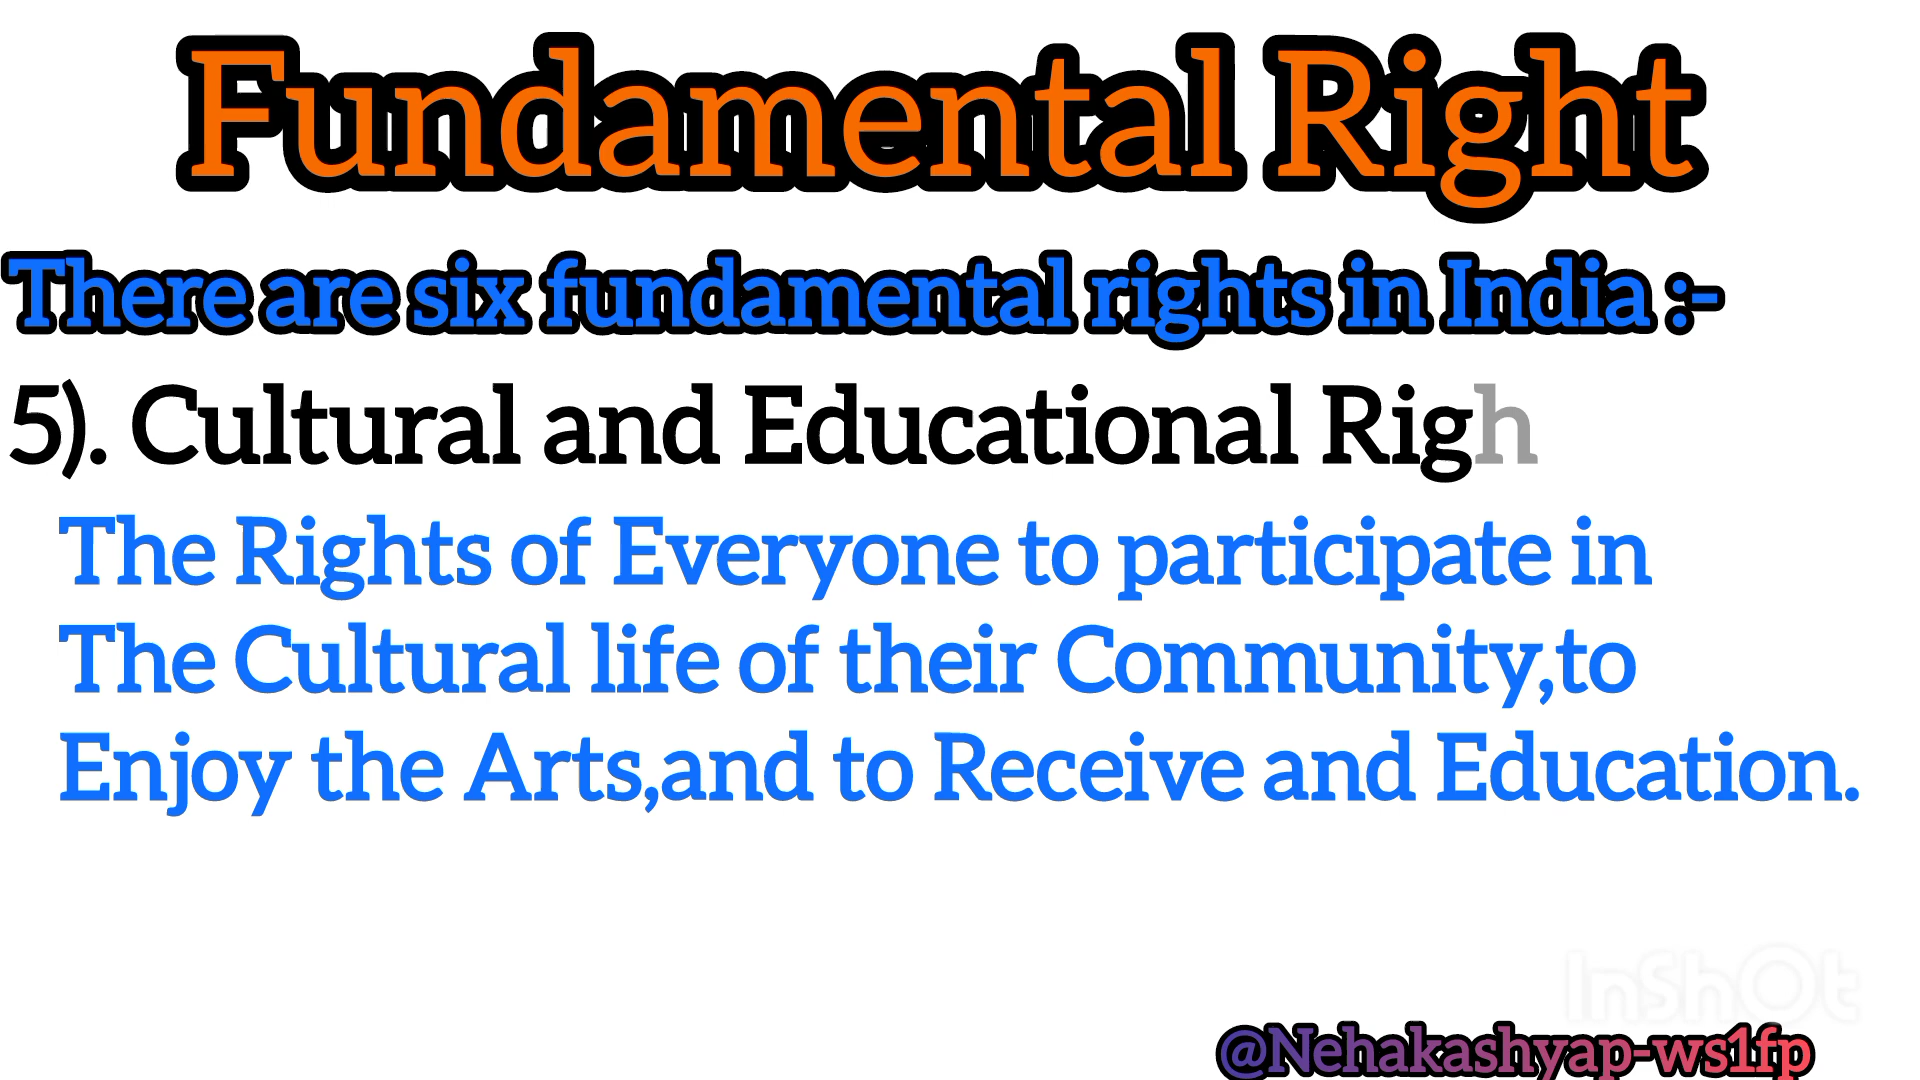 Fundamental Right
There are six fundamental rights in India :-
5). Cultural and Educational Righ
The Rights of Everyone to participate in
The Cultural life of their Community,to
Enjoy the Arts,and to Receive and Education.
InShOt
@Nehakashyap-ws1fp